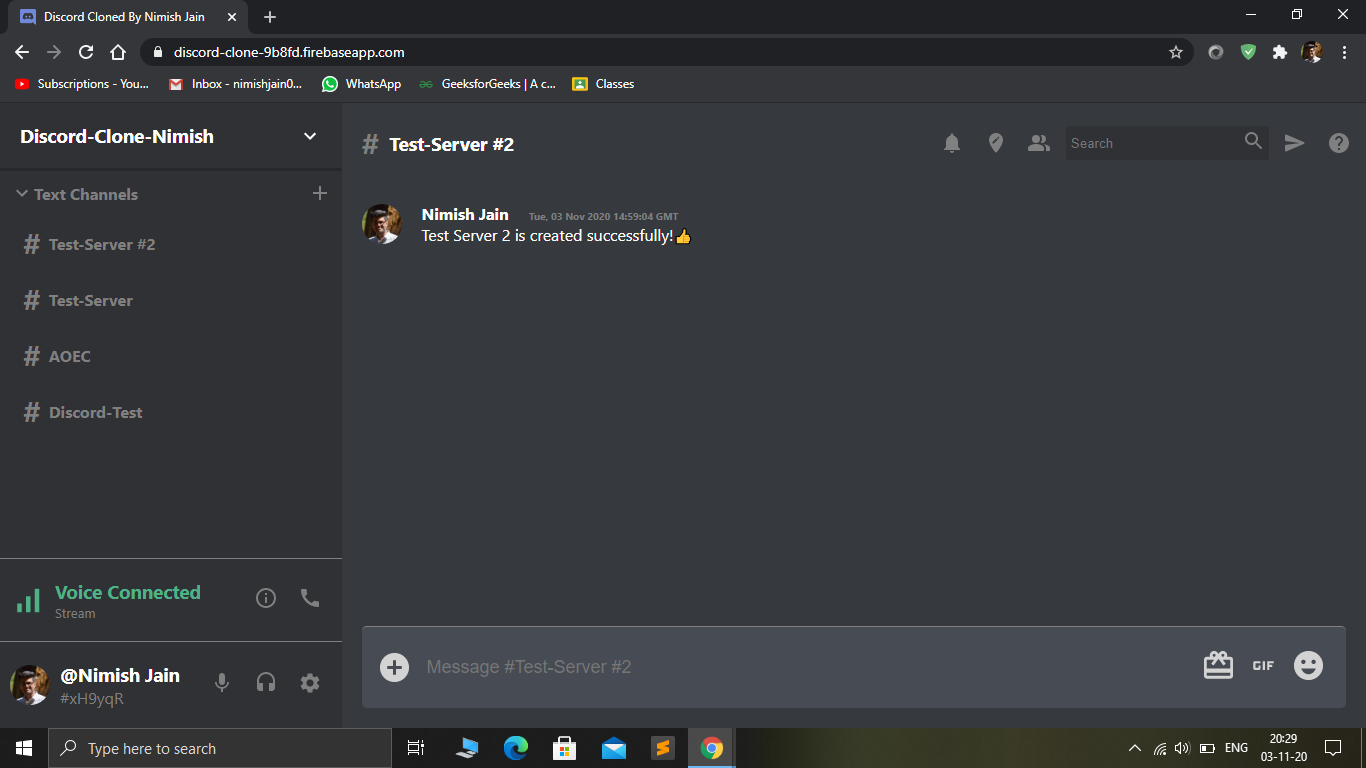 Discord Cloned By Nimish Jain
discord-clone-9b8fd.firebaseapp.com
Subscriptions - You... Inbox - nimishjain0... WhatsApp GeeksforGeeks | A c... Classes
Discord-Clone-Nimish
# Test-Server #2
Search
Text Channels
# Test-Server #2
# Test-Server
# AOEC
# Discord-Test
Nimish Jain Tue, 03 Nov 2020 14:59:04 GMT
Test Server 2 is created successfully!👍
Voice Connected
Stream
@Nimish Jain
#xH9yqR
Message #Test-Server #2
GIF
Type here to search
ENG
20:29
03-11-20